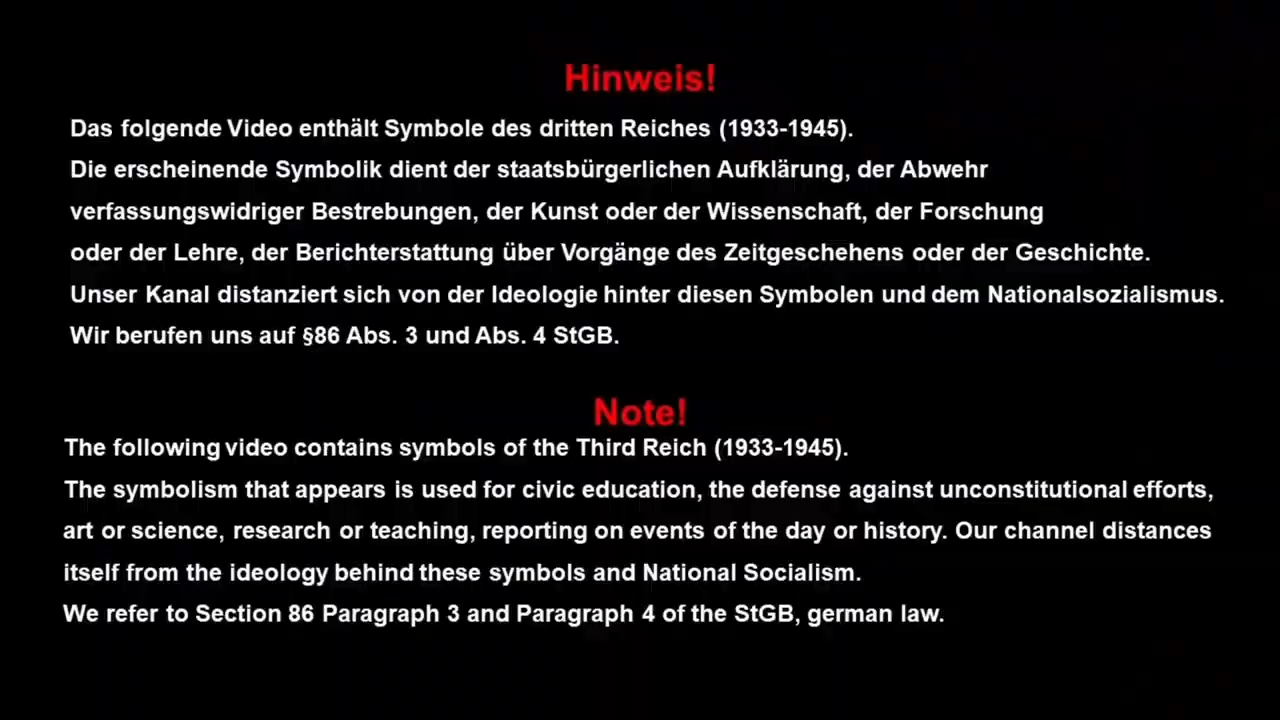 Hinweis!
Das folgende Video enthält Symbole des dritten Reiches (1933-1945).
Die erscheinende Symbolik dient der staatsbürgerlichen Aufklärung, der Abwehr
verfassungswidriger Bestrebungen, der Kunst oder der Wissenschaft, der Forschung
oder der Lehre, der Berichterstattung über Vorgänge des Zeitgeschehens oder der Geschichte.
Unser Kanal distanziert sich von der Ideologie hinter diesen Symbolen und dem Nationalsozialismus.
Wir berufen uns auf §86 Abs. 3 und Abs. 4 StGB.
Note!
The following video contains symbols of the Third Reich (1933-1945).
The symbolism that appears is used for civic education, the defense against unconstitutional efforts,
art or science, research or teaching, reporting on events of the day or history. Our channel distances
itself from the ideology behind these symbols and National Socialism.
We refer to Section 86 Paragraph 3 and Paragraph 4 of the StGB, german law.